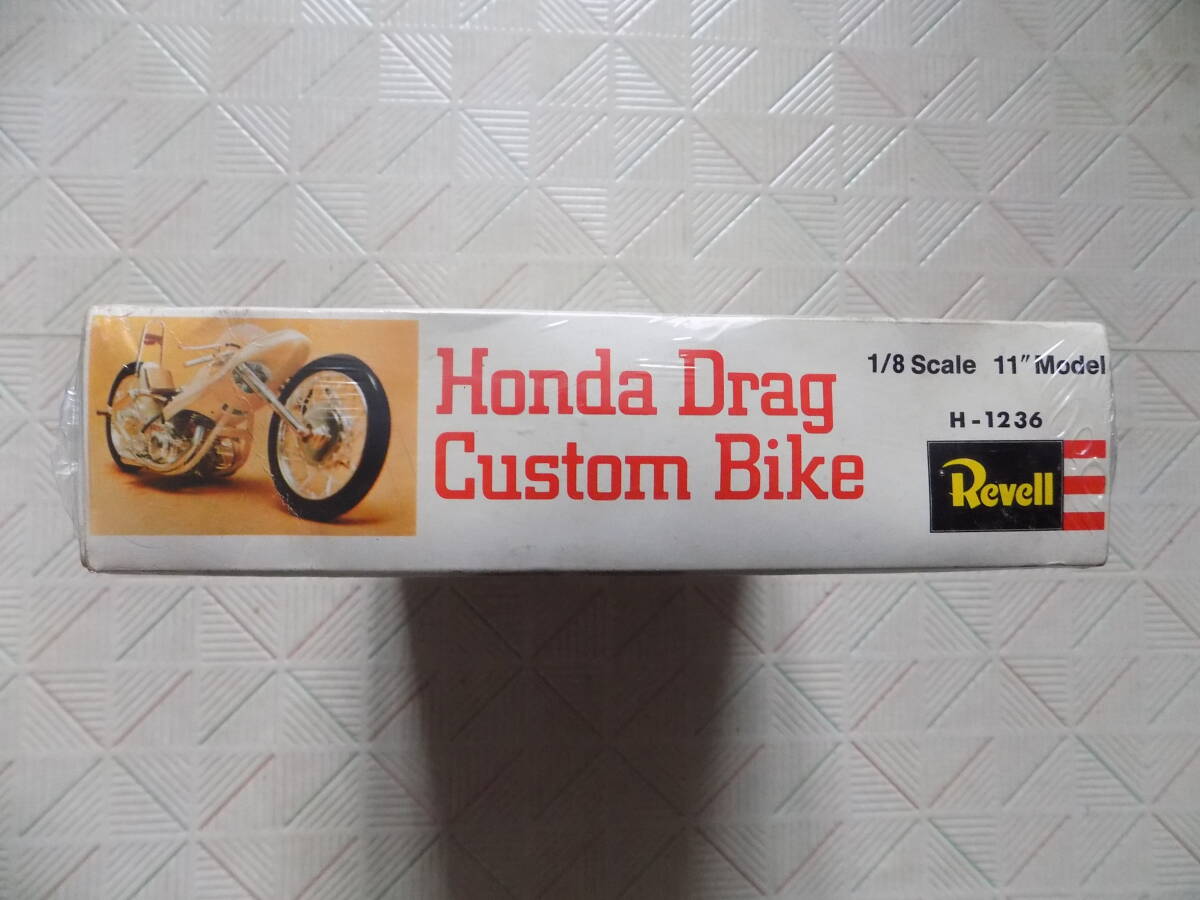 Honda Drag
Custom Bike
1/8 Scale 11" Model
H-1236
Revell